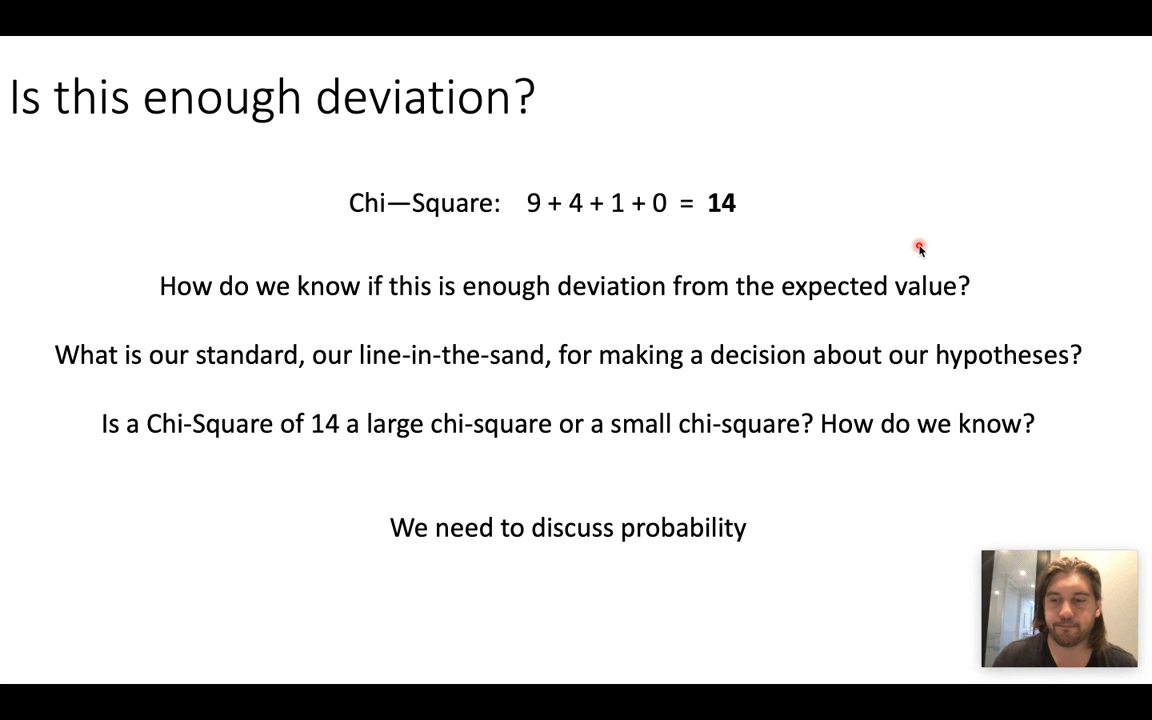 Is this enough deviation?
Chi—Square: 9 + 4 + 1 + 0 = 14
How do we know if this is enough deviation from the expected value?
What is our standard, our line-in-the-sand, for making a decision about our hypotheses?
Is a Chi-Square of 14 a large chi-square or a small chi-square? How do we know?
We need to discuss probability